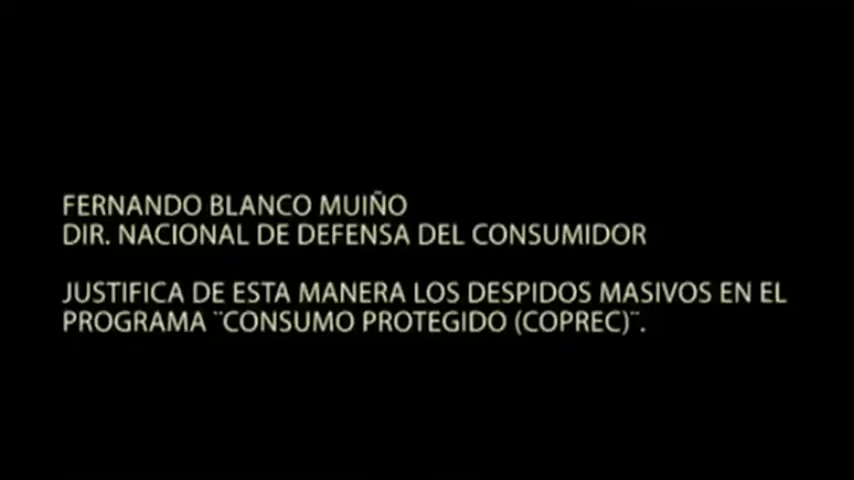 FERNANDO BLANCO MUIÑO
DIR. NACIONAL DE DEFENSA DEL CONSUMIDOR
JUSTIFICA DE ESTA MANERA LOS DESPIDOS MASIVOS EN EL
PROGRAMA ¨CONSUMO PROTEGIDO (COPREC)¨.